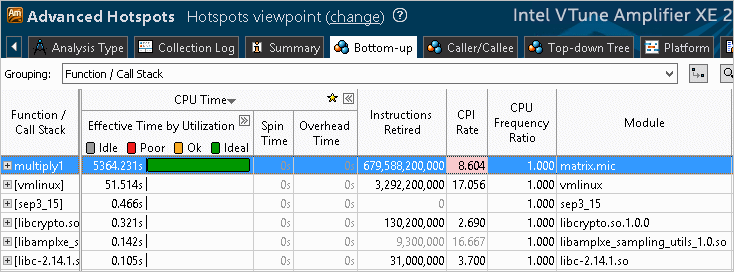 Advanced Hotspots Hotspots viewpoint (change) ?
Intel VTune Amplifier XE 2
Analysis Type Collection Log Summary Bottom-up Caller/Callee Top-down Tree Platform
Grouping: Function / Call Stack
Function / Call Stack
CPU Time
Effective Time by Utilization
Idle Poor Ok Ideal
Spin Time
Overhead Time
Instructions Retired
CPI Rate
CPU Frequency Ratio
Module
multiply1 5364.231s 0s 0s 679,588,200,000 8.604 1.000 matrix.mic
[vmlinux] 51.514s 0s 0s 3,292,200,000 17.056 1.000 vmlinux
[sep3_15] 0.466s 0s 0s 0 1.000 sep3_15
[libcrypto.so 0.321s 0s 0s 130,200,000 2.690 1.000 libcrypto.so.1.0.0
[libamplxe_s 0.142s 0s 0s 9,300,000 16.667 1.000 libamplxe_sampling_utils_1.0.so
[libc-2.14.1.so 0.105s 0s 0s 31,000,000 3.700 1.000 libc-2.14.1.so